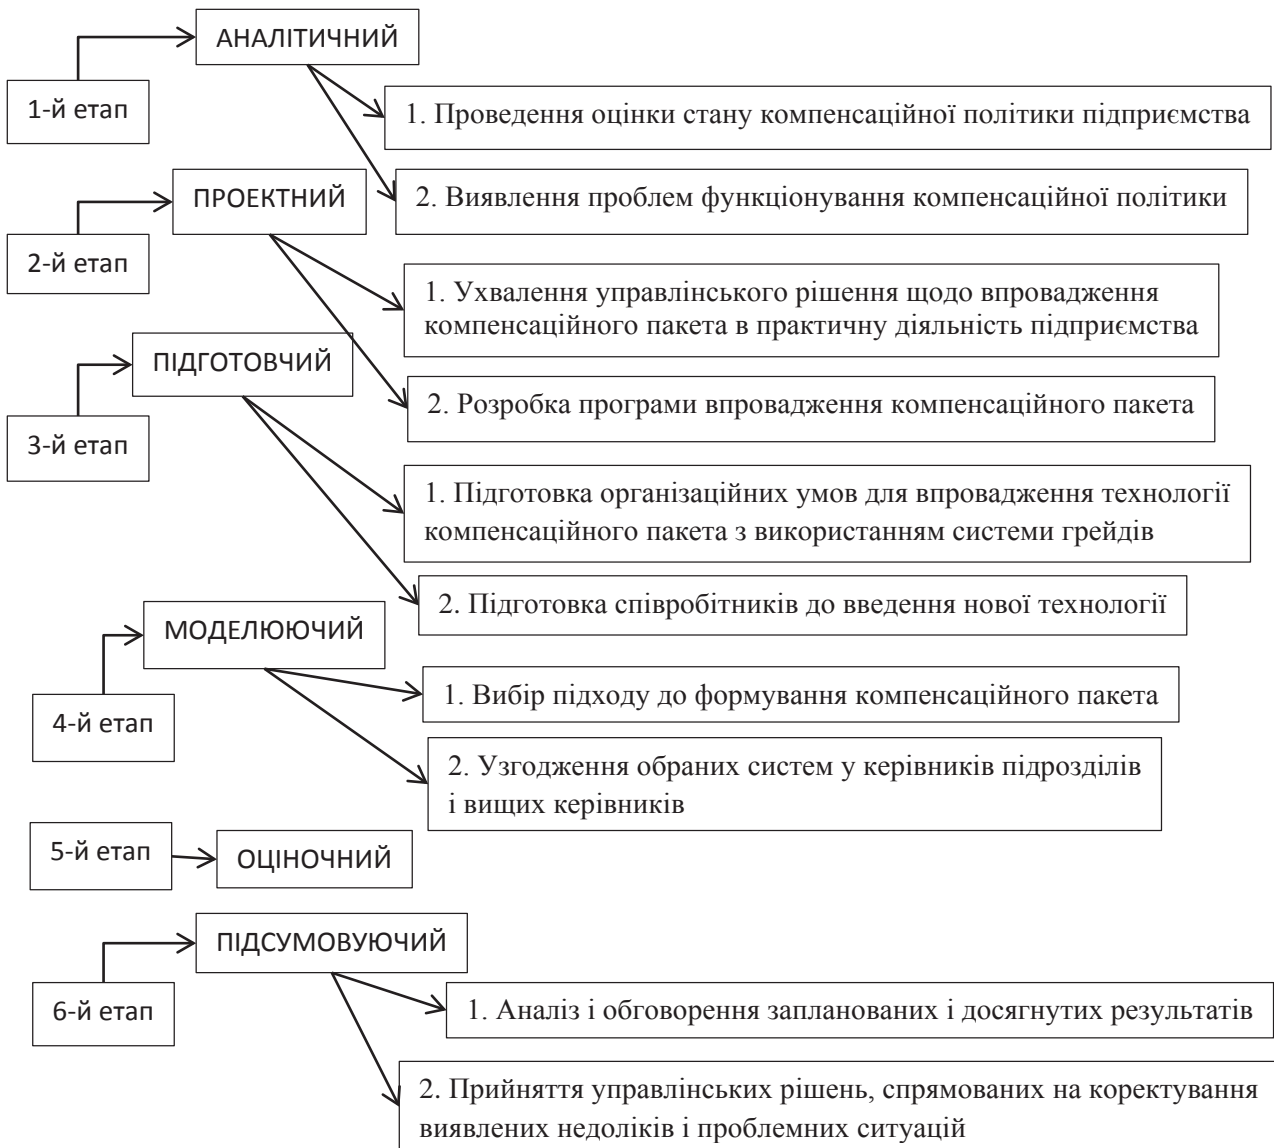 АНАЛІТИЧНИЙ
1-й етап
1. Проведення оцінки стану компенсаційної політики підприємства
2. Виявлення проблем функціонування компенсаційної політики
ПРОЕКТНИЙ
2-й етап
1. Ухвалення управлінського рішення щодо впровадження
компенсаційного пакета в практичну діяльність підприємства
2. Розробка програми впровадження компенсаційного пакета
ПІДГОТОВЧИЙ
3-й етап
1. Підготовка організаційних умов для впровадження технології
компенсаційного пакета з використанням системи грейдів
2. Підготовка співробітників до введення нової технології
МОДЕЛЮЮЧИЙ
4-й етап
1. Вибір підходу до формування компенсаційного пакета
2. Узгодження обраних систем у керівників підрозділів
і вищих керівників
5-й етап
ОЦІНОЧНИЙ
ПІДСУМОВУЮЧИЙ
6-й етап
1. Аналіз і обговорення запланованих і досягнутих результатів
2. Прийняття управлінських рішень, спрямованих на коректування
виявлених недоліків і проблемних ситуацій